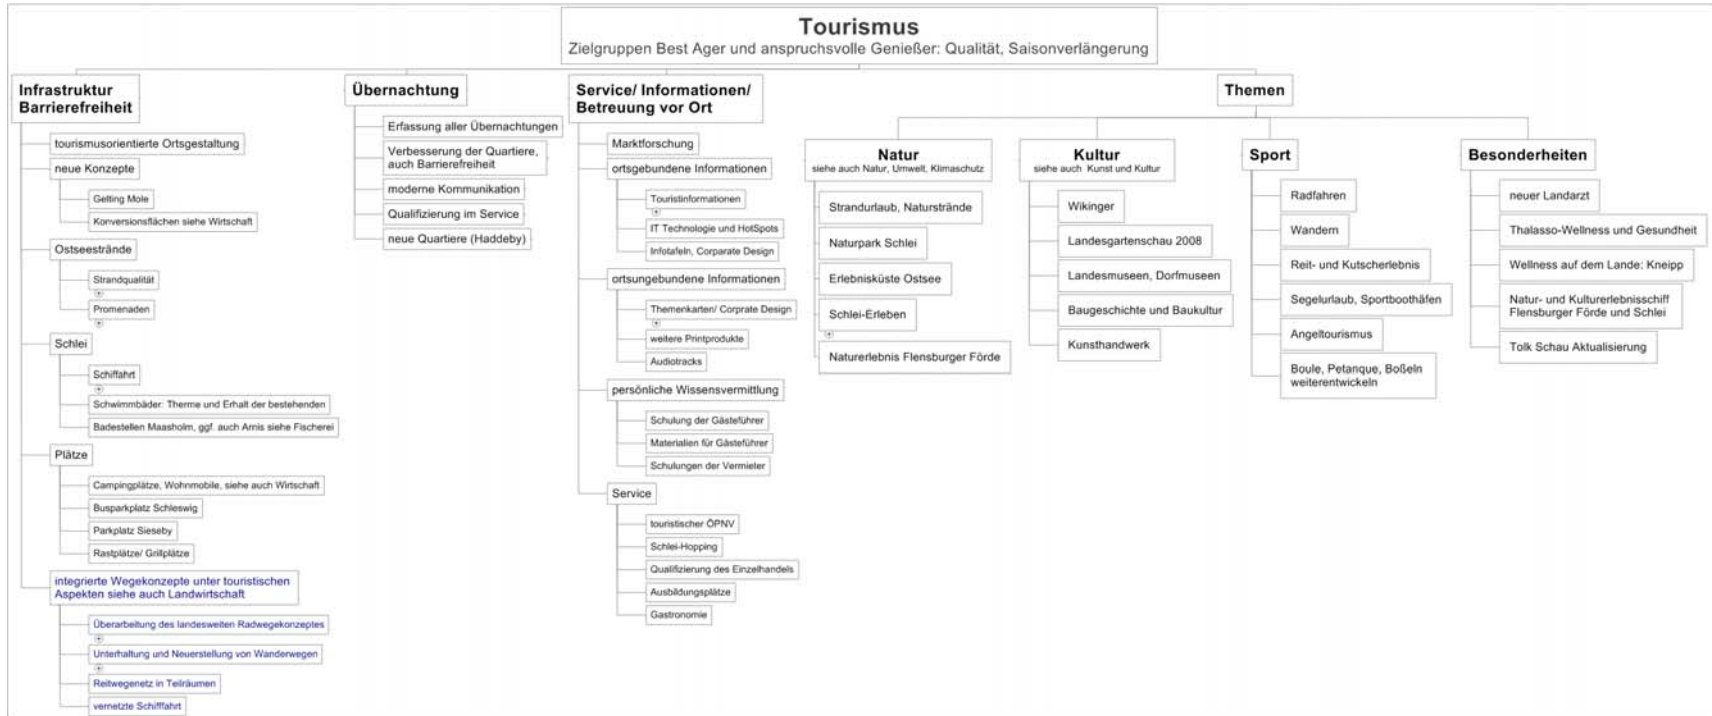 Tourismus
Zielgruppen Best Ager und anspruchsvolle Genießer: Qualität, Saisonverlängerung
Infrastruktur
Barrierefreiheit
tourismusorientierte Ortsgestaltung
neue Konzepte
Gelting Mole
Konversionsflächen siehe Wirtschaft
Ostseestrände
Strandqualität
Promenaden
Schlei
Schiffahrt
Schwimmbäder: Therme und Erhalt der bestehenden
Badestellen Maasholm, ggf. auch Arnis siehe Fischerei
Plätze
Campingplätze, Wohnmobile, siehe auch Wirtschaft
Busparkplatz Schleswig
Parkplatz Sieseby
Rastplätze/ Grillplätze
integrierte Wegekonzepte unter touristischen
Aspekten siehe auch Landwirtschaft
Überarbeitung des landesweiten Radwegekonzeptes
Unterhaltung und Neuerstellung von Wanderwegen
Reitwegenetz in Teilräumen
vernetzte Schifffahrt
Übernachtung
Erfassung aller Übernachtungen
Verbesserung der Quartiere,
auch Barrierefreiheit
moderne Kommunikation
Qualifizierung im Service
neue Quartiere (Haddeby)
Service/ Informationen/
Betreuung vor Ort
Marktforschung
ortsgebundene Informationen
Touristinformationen
IT Technologie und HotSpots
Infotafeln, Corparate Design
ortsungebundene Informationen
Themenkarten/ Corprate Design
weitere Printprodukte
Audiotracks
persönliche Wissensvermittlung
Schulung der Gästeführer
Materialien für Gästeführer
Schulungen der Vermieter
Service
touristischer ÖPNV
Schlei-Hopping
Qualifizierung des Einzelhandels
Ausbildungsplätze
Gastronomie
Themen
Natur
siehe auch Natur, Umwelt, Klimaschutz
Strandurlaub, Naturstrände
Naturpark Schlei
Erlebnisküste Ostsee
Schlei-Erleben
Naturerlebnis Flensburger Förde
Kultur
siehe auch Kunst und Kultur
Wikinger
Landesgartenschau 2008
Landesmuseen, Dorfmuseen
Baugeschichte und Baukultur
Kunsthandwerk
Sport
Radfahren
Wandern
Reit- und Kutscherlebnis
Segelurlaub, Sportboothäfen
Angeltourismus
Boule, Petanque, Boßeln
weiterentwickeln
Besonderheiten
neuer Landarzt
Thalasso-Wellness und Gesundheit
Wellness auf dem Lande: Kneipp
Natur- und Kulturerlebnisschiff
Flensburger Förde und Schlei
Tolk Schau Aktualisierung